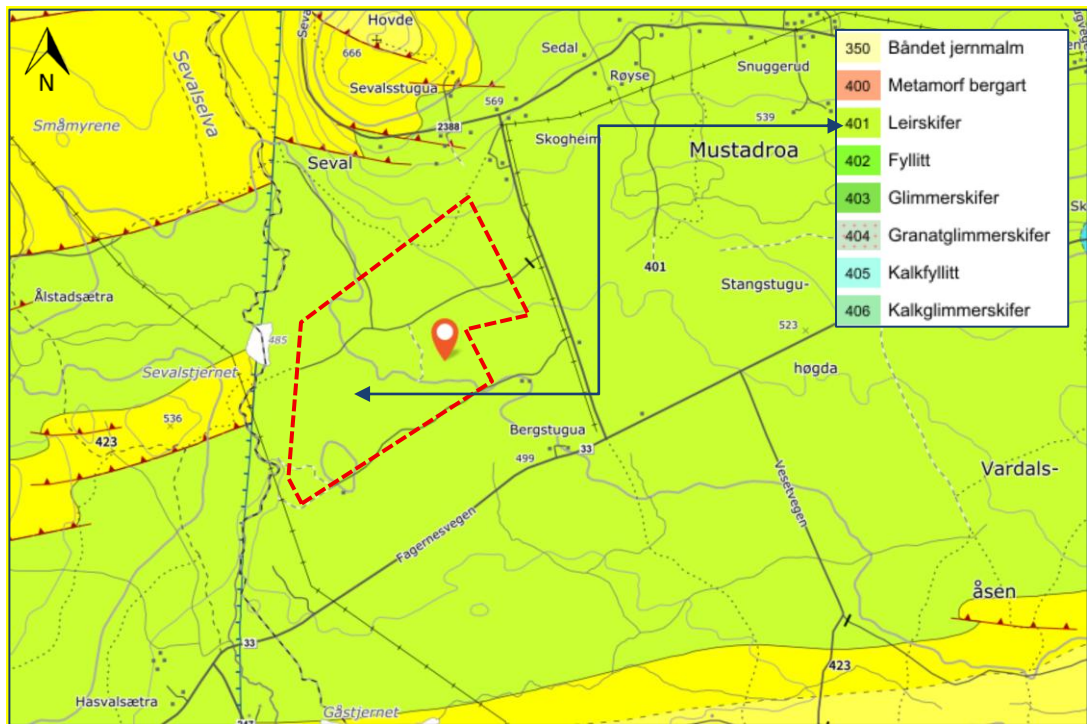 Hovde
666
Seval
Sevalselva
Sevalsstugua
Småmyrene
569
2388
Sedal
Røyse
Snuggerud
Skogheim
539
Mustadroa
Seval
401
Ålstadsætra
485
Sevalstjernet
536
423
Stangstugu-
523
høgda
Bergstugua
499
33
Fagernesvegen
Vesetvegen
Vardals-
åsen
33
423
Hasvalsætra
247
Gåstjernet
N
350 Båndet jernmalm
400 Metamorf bergart
401 Leirskifer
402 Fyllitt
403 Glimmerskifer
404 Granatglimmerskifer
405 Kalkfyllitt
406 Kalkglimmerskifer